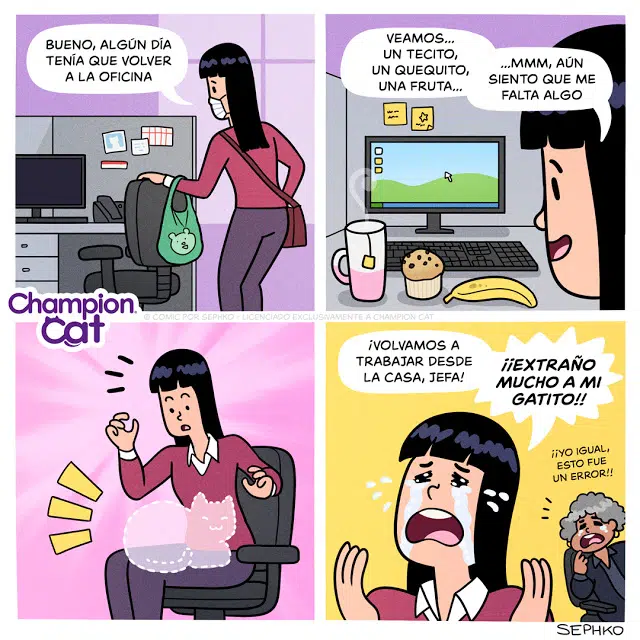 BUENO, ALGÚN DÍA
TENÍA QUE VOLVER
A LA OFICINA
VEAMOS...
UN TECITO,
UN QUEQUITO,
UNA FRUTA...
...MMM, AÚN
SIENTO QUE ME
FALTA ALGO
Champion
Cat
© COMIC POR SEPHKO - LICENCIADO EXCLUSIVAMENTE A CHAMPION CAT
¡VOLVAMOS A
TRABAJAR DESDE
LA CASA, JEFA!
¡¡EXTRAÑO
MUCHO A MI
GATITO!!
¡¡YO IGUAL,
ESTO FUE
UN ERROR!!
SEPHKO